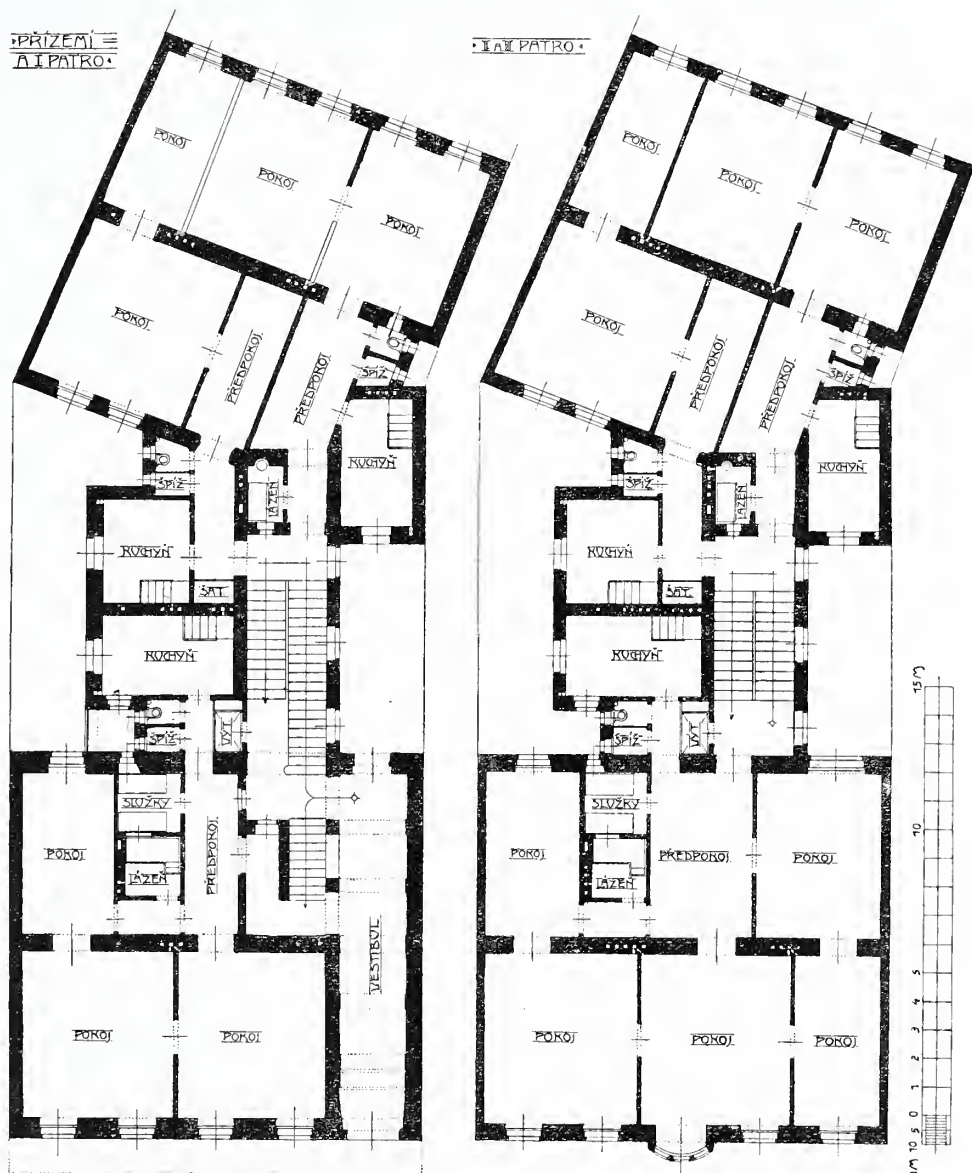 PŘÍZEMÍ
A I PATRO
POKOJ
POKOJ
POKOJ
POKOJ
PŘEDPOKOJ
PŘEDPOKOJ
SPÍŽ
KUCHYŇ
SPÍŽ
LÁZEŇ
KUCHYŇ
ŠAT.
KUCHYŇ
SPÍŽ
VÝT.
SLUŽKY
POKOJ
PŘEDPOKOJ
LÁZEŇ
VESTIBUL
POKOJ
POKOJ
I A II PATRO
POKOJ
POKOJ
POKOJ
POKOJ
PŘEDPOKOJ
PŘEDPOKOJ
SPÍŽ
KUCHYŇ
SPÍŽ
LÁZEŇ
KUCHYŇ
ŠAT.
KUCHYŇ
SPÍŽ
VÝT.
SLUŽKY
POKOJ
PŘEDPOKOJ
POKOJ
LÁZEŇ
POKOJ
POKOJ
POKOJ
15 M
10
5
4
3
2
1
0
5
10
1M